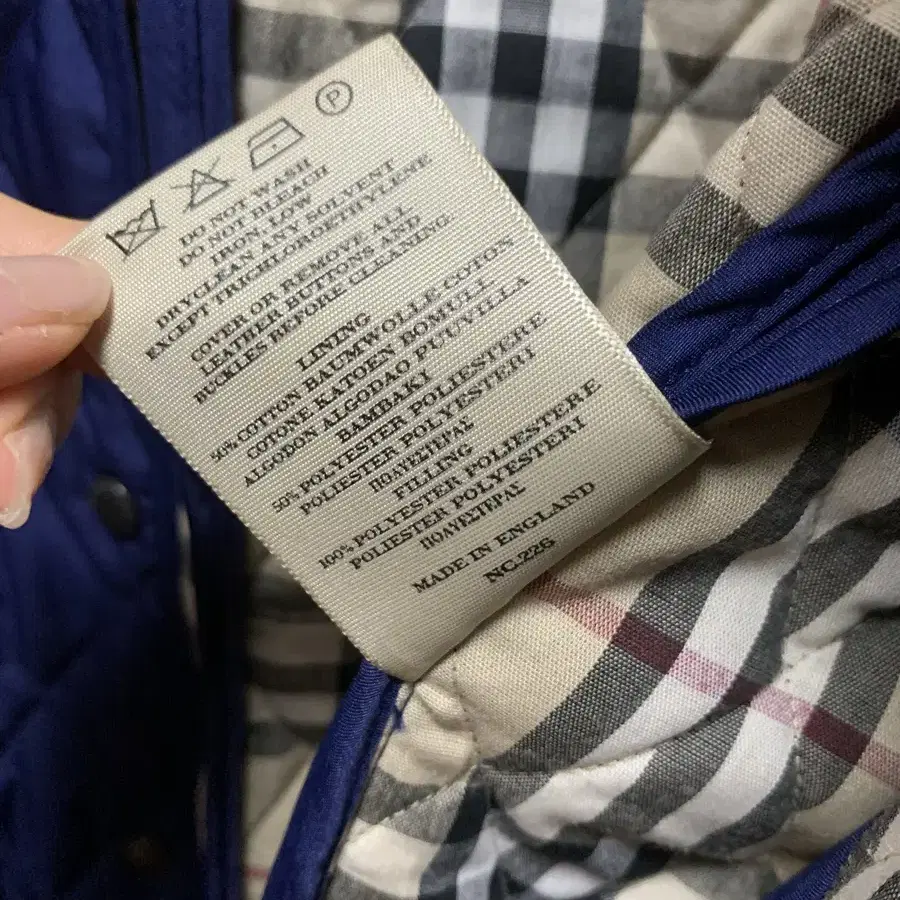 P
DO NOT WASH
DO NOT BLEACH
IRON, LOW
DRYCLEAN ANY SOLVENT
EXCEPT TRICHLOROETHYLENE
COVER OR REMOVE ALL
LEATHER BUTTONS AND
BUCKLES BEFORE CLEANING.
LINING
50% COTTON BAUMWOLLE COTON
COTONE KATOEN BOMULL
ALGODON ALGODAO PUUVILLA
BAMBAKI
50% POLYESTER POLIESTERE
POLIESTER POLYESTERI
ΠΟΛΥΕΣΤΕΡΑΣ
FILLING
100% POLYESTER POLIESTERE
POLIESTER POLYESTERI
ΠΟΛΥΕΣΤΕΡΑΣ
MADE IN ENGLAND
NC.226